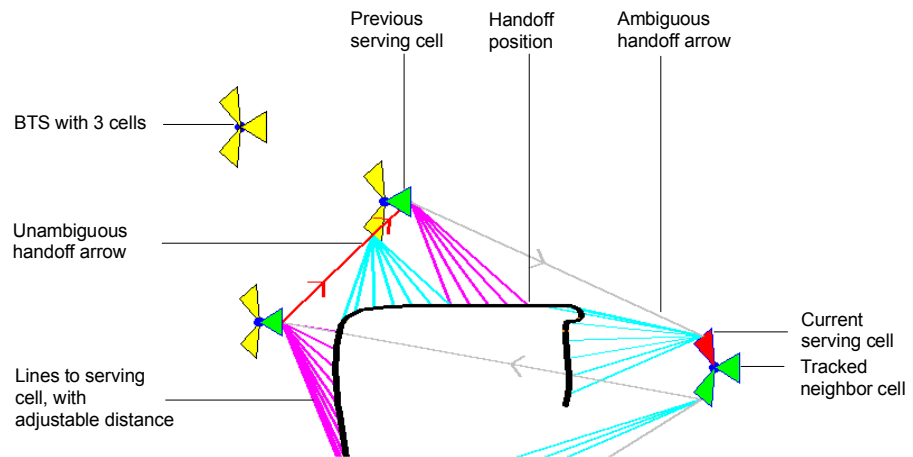 Previous
serving cell
Handoff
position
Ambiguous
handoff arrow
BTS with 3 cells
Unambiguous
handoff arrow
Current
serving cell
Tracked
neighbor cell
Lines to serving
cell, with
adjustable distance